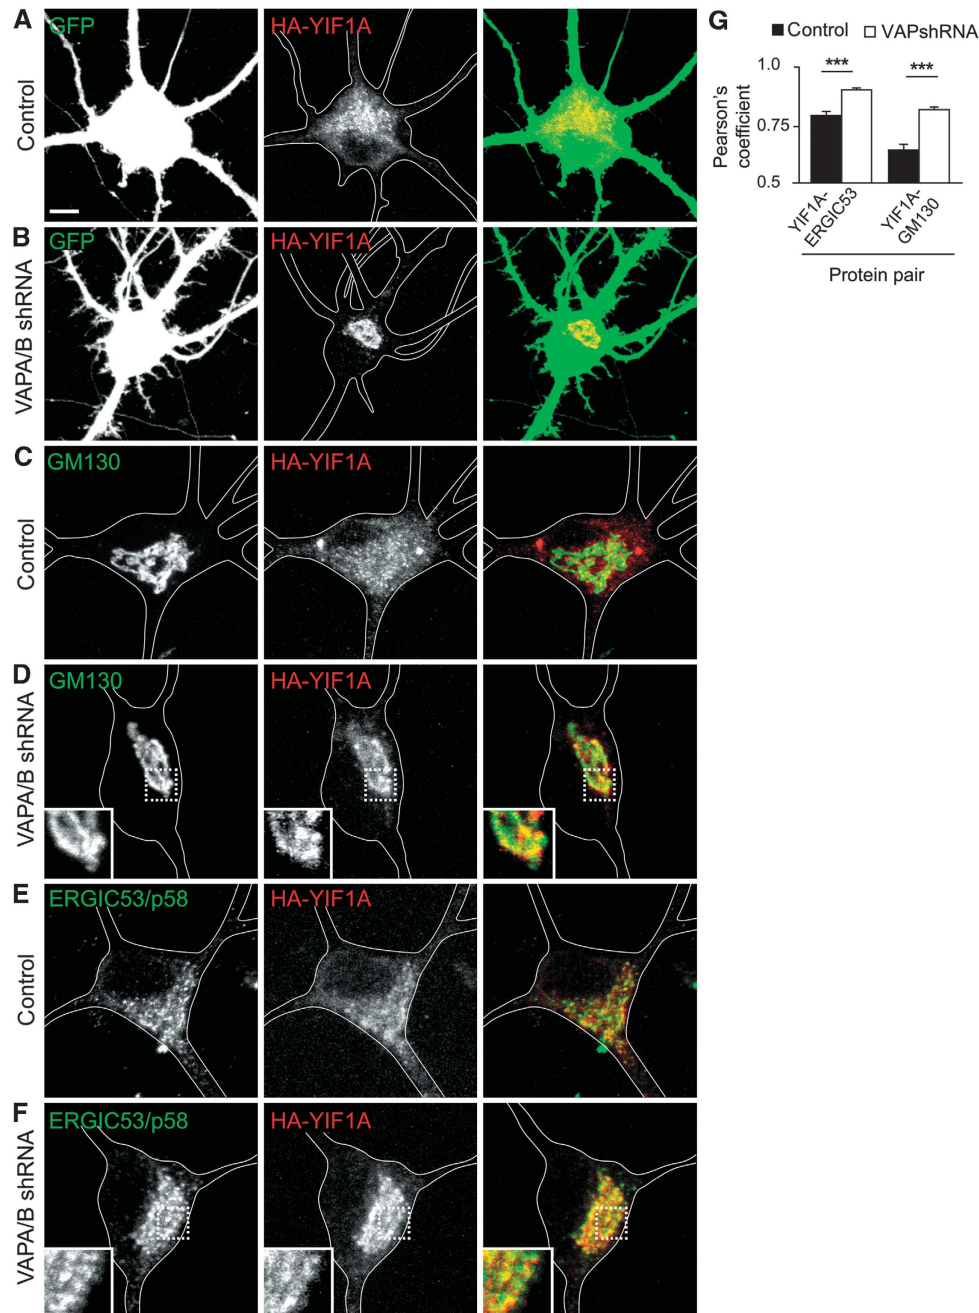 A
GFP
HA-YIF1A
Control
B
GFP
HA-YIF1A
VAPA/B shRNA
C
GM130
HA-YIF1A
Control
D
GM130
HA-YIF1A
VAPA/B shRNA
E
ERGIC53/p58
HA-YIF1A
Control
F
ERGIC53/p58
HA-YIF1A
VAPA/B shRNA
G
Control VAPshRNA
Pearson's
coefficient
1.0
0.75
0.5
***
***
YIF1A-
ERGIC53
YIF1A-
GM130
Protein pair